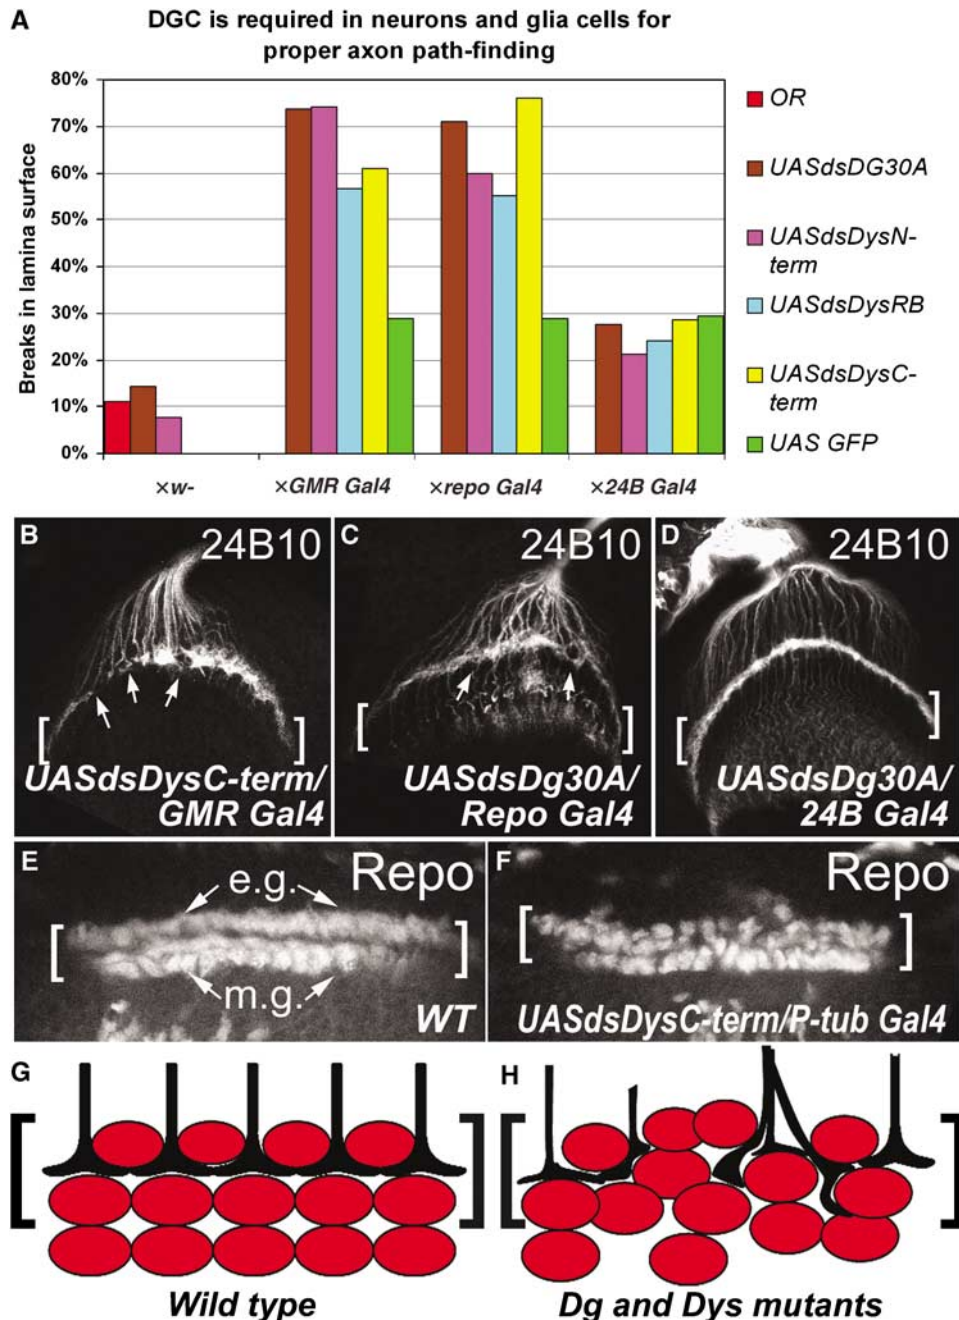 A
DGC is required in neurons and glia cells for
proper axon path-finding
Breaks in lamina surface
80%
70%
60%
50%
40%
30%
20%
10%
0%
×w-
×GMR Gal4
×repo Gal4
×24B Gal4
OR
UASdsDG30A
UASdsDysN-
term
UASdsDysRB
UASdsDysC-
term
UAS GFP
B
24B10
[ ]
UASdsDysC-term/
GMR Gal4
C
24B10
[ ]
UASdsDg30A/
Repo Gal4
D
24B10
[ ]
UASdsDg30A/
24B Gal4
E
Repo
e.g.
[ ]
m.g.
WT
F
Repo
[ ]
UASdsDysC-term/P-tub Gal4
G
[ ]
Wild type
H
[ ]
Dg and Dys mutants